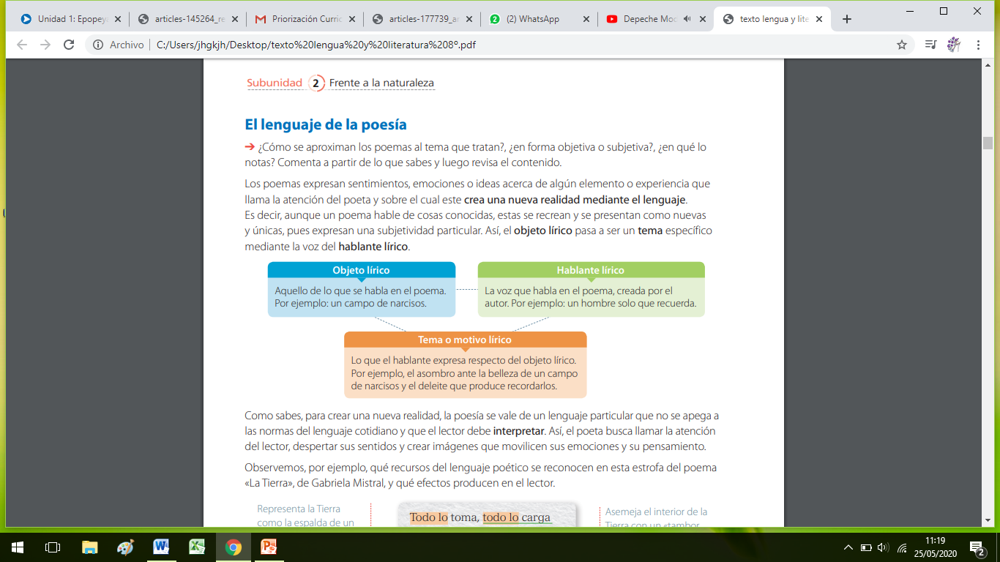 Unidad 1: Epopeya
articles-145264_re
Priorización Curric
articles-177739_ar
2 (2) WhatsApp
Depeche Mod
texto lengua y lite
Archivo C:/Users/jhgkjh/Desktop/texto%20lengua%20y%20literatura%208º.pdf
Subunidad 2 Frente a la naturaleza
El lenguaje de la poesía
➔ ¿Cómo se aproximan los poemas al tema que tratan?, ¿en forma objetiva o subjetiva?, ¿en qué lo
notas? Comenta a partir de lo que sabes y luego revisa el contenido.
Los poemas expresan sentimientos, emociones o ideas acerca de algún elemento o experiencia que
llama la atención del poeta y sobre el cual este crea una nueva realidad mediante el lenguaje.
Es decir, aunque un poema hable de cosas conocidas, estas se recrean y se presentan como nuevas
y únicas, pues expresan una subjetividad particular. Así, el objeto lírico pasa a ser un tema específico
mediante la voz del hablante lírico.
Objeto lírico
Aquello de lo que se habla en el poema.
Por ejemplo: un campo de narcisos.
Hablante lírico
La voz que habla en el poema, creada por el
autor. Por ejemplo: un hombre solo que recuerda.
Tema o motivo lírico
Lo que el hablante expresa respecto del objeto lírico.
Por ejemplo, el asombro ante la belleza de un campo
de narcisos y el deleite que produce recordarlos.
Como sabes, para crear una nueva realidad, la poesía se vale de un lenguaje particular que no se apega a
las normas del lenguaje cotidiano y que el lector debe interpretar. Así, el poeta busca llamar la atención
del lector, despertar sus sentidos y crear imágenes que movilicen sus emociones y su pensamiento.
Observemos, por ejemplo, qué recursos del lenguaje poético se reconocen en esta estrofa del poema
«La Tierra», de Gabriela Mistral, y qué efectos producen en el lector.
Representa la Tierra
como la espalda de un
Todo lo toma, todo lo carga
Asemeja el interior de la
Tierra con un «tambor
11:19
25/05/2020
2